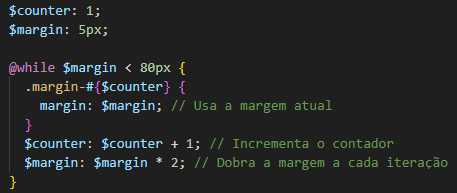 $counter: 1;
$margin: 5px;

@while $margin < 80px {
  .margin-#{$counter} {
    margin: $margin; // Usa a margem atual
  }
  $counter: $counter + 1; // Incrementa o contador
  $margin: $margin * 2; // Dobra a margem a cada iteração
}